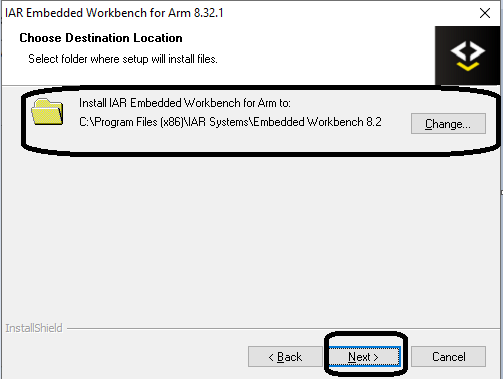 IAR Embedded Workbench for Arm 8.32.1
Choose Destination Location
Select folder where setup will install files.
Install IAR Embedded Workbench for Arm to:
C:\Program Files (x86)\IAR Systems\Embedded Workbench 8.2
Change...
InstallShield
< Back
Next >
Cancel